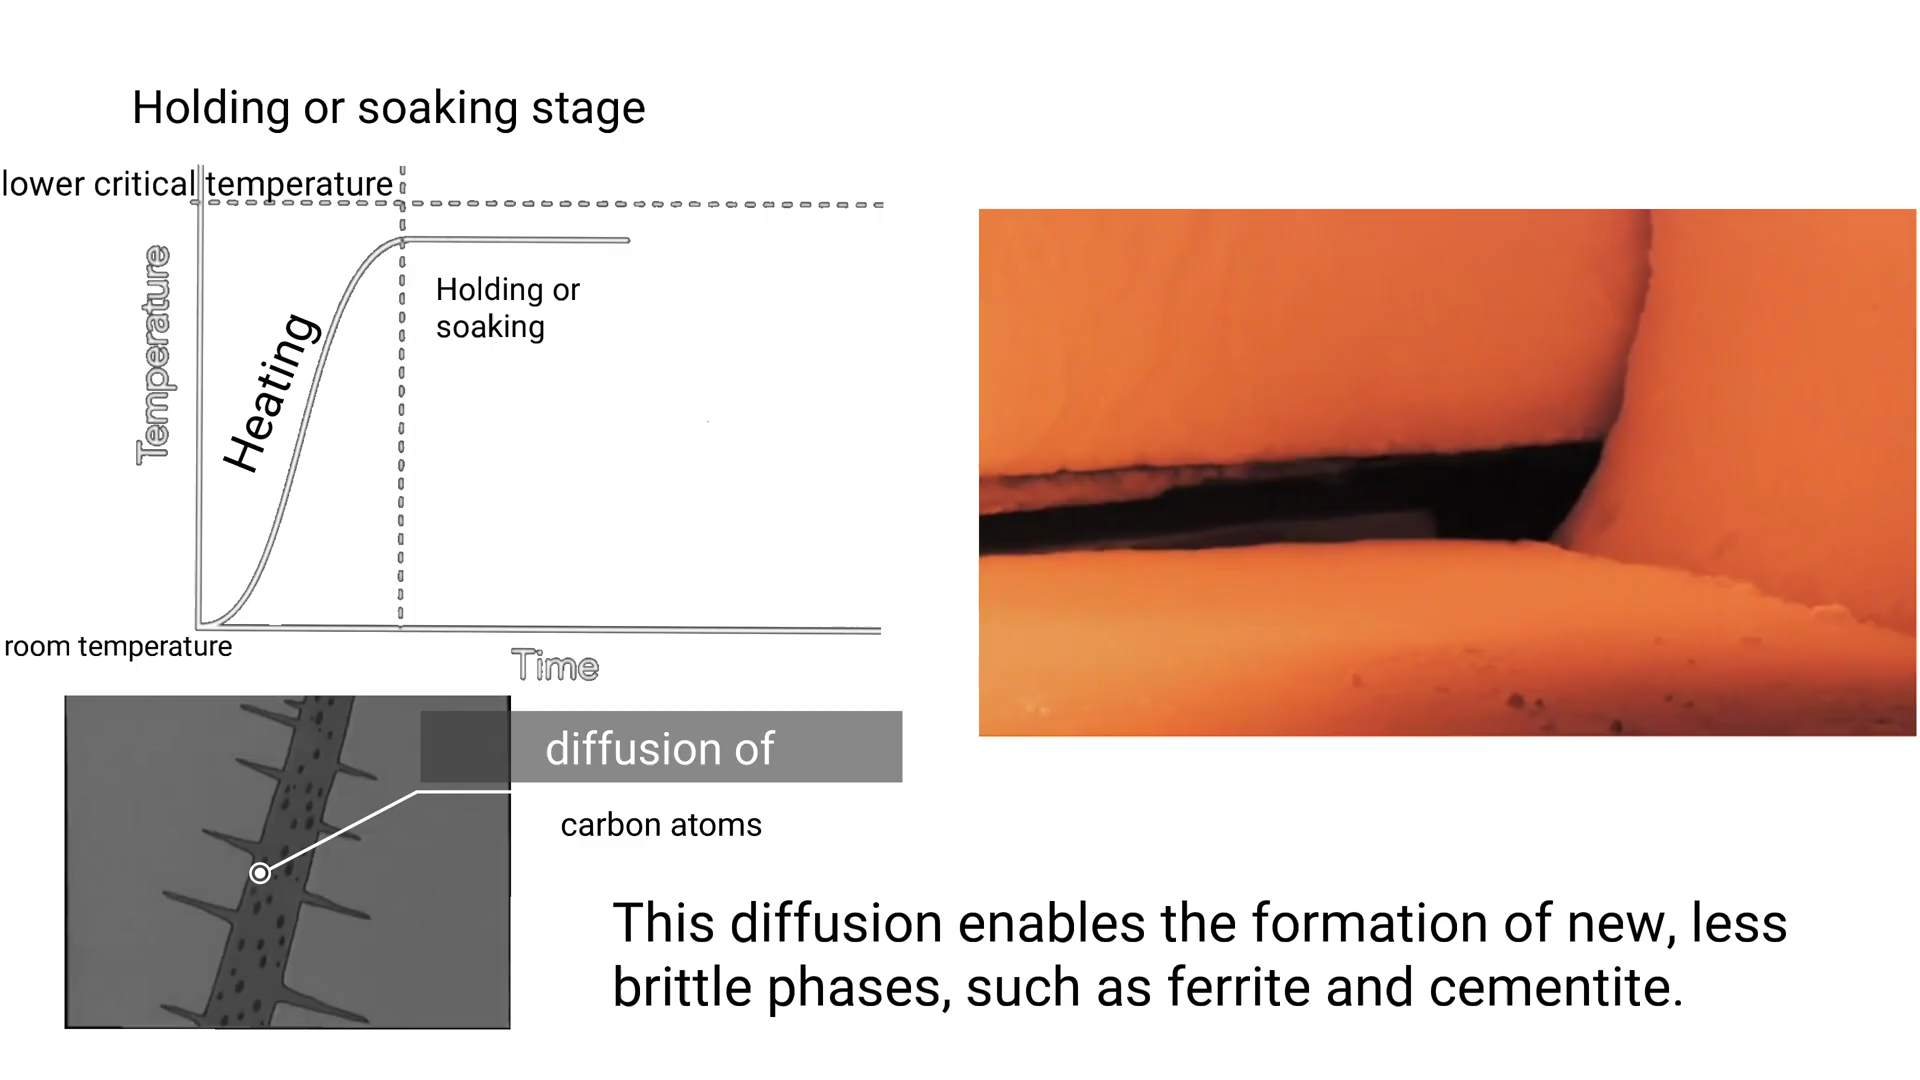 Holding or soaking stage
lower critical temperature
Temperature
Heating
Holding or
soaking
room temperature
Time
diffusion of
carbon atoms
This diffusion enables the formation of new, less
brittle phases, such as ferrite and cementite.